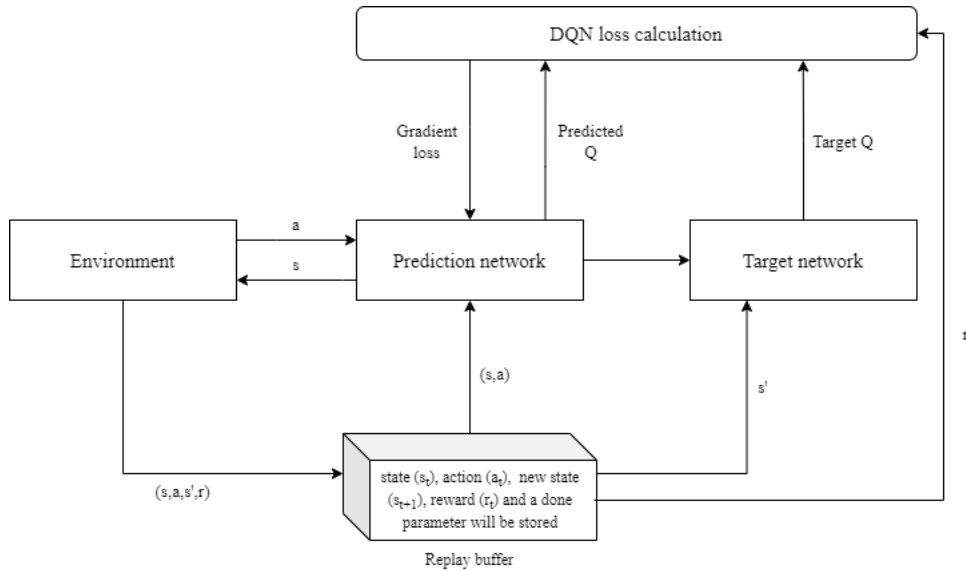 DQN loss calculation
Gradient
loss
Predicted
Q
Target Q
a
s
Environment
Prediction network
Target network
r
(s,a)
s'
(s,a,s',r)
state (sₜ), action (aₜ), new state
(sₜ₊₁), reward (rₜ) and a done
parameter will be stored
Replay buffer